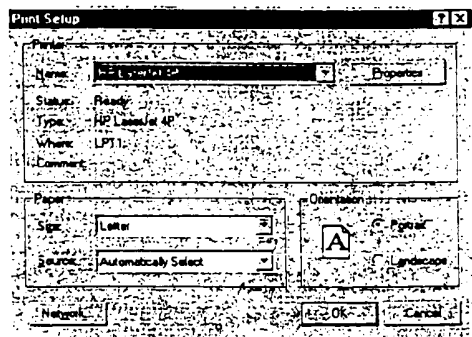 Print Setup
Printer
Name: HP LaserJet 4P
Properties
Status: Ready
Type: HP LaserJet 4P
Where: LPT1:
Comment:
Paper
Size: Letter
Source: Automatically Select
Orientation
A
Portrait
Landscape
Network...
OK
Cancel